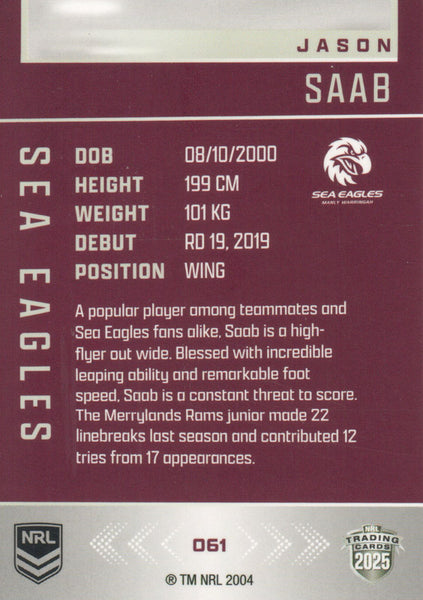 JASON
SAAB
SEA EAGLES
DOB 08/10/2000
HEIGHT 199 CM
WEIGHT 101 KG
DEBUT RD 19, 2019
POSITION WING
SEA EAGLES
MANLY WARRINGAH
A popular player among teammates and
Sea Eagles fans alike, Saab is a high-
flyer out wide. Blessed with incredible
leaping ability and remarkable foot
speed, Saab is a constant threat to score.
The Merrylands Rams junior made 22
linebreaks last season and contributed 12
tries from 17 appearances.
NRL
061
NRL
TRADING
CARDS
2025
® TM NRL 2004